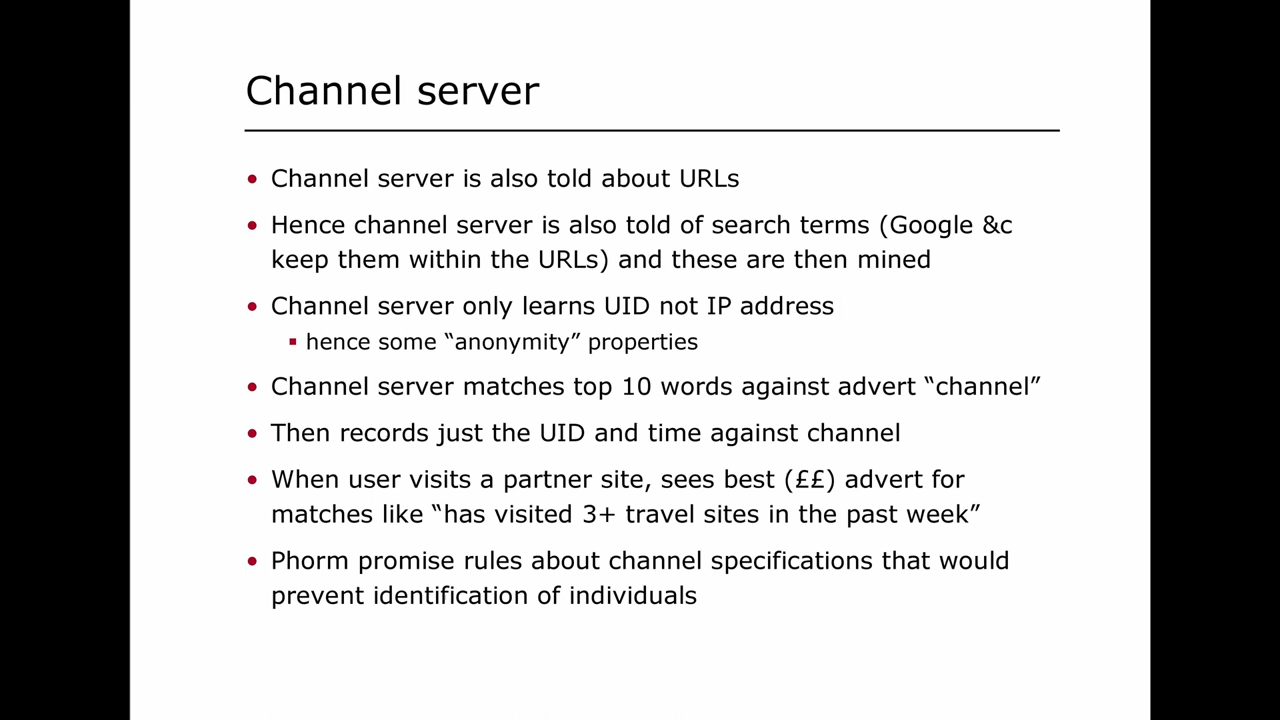 Channel server
• Channel server is also told about URLs
• Hence channel server is also told of search terms (Google &c
keep them within the URLs) and these are then mined
• Channel server only learns UID not IP address
▪ hence some “anonymity” properties
• Channel server matches top 10 words against advert “channel”
• Then records just the UID and time against channel
• When user visits a partner site, sees best (££) advert for
matches like “has visited 3+ travel sites in the past week”
• Phorm promise rules about channel specifications that would
prevent identification of individuals